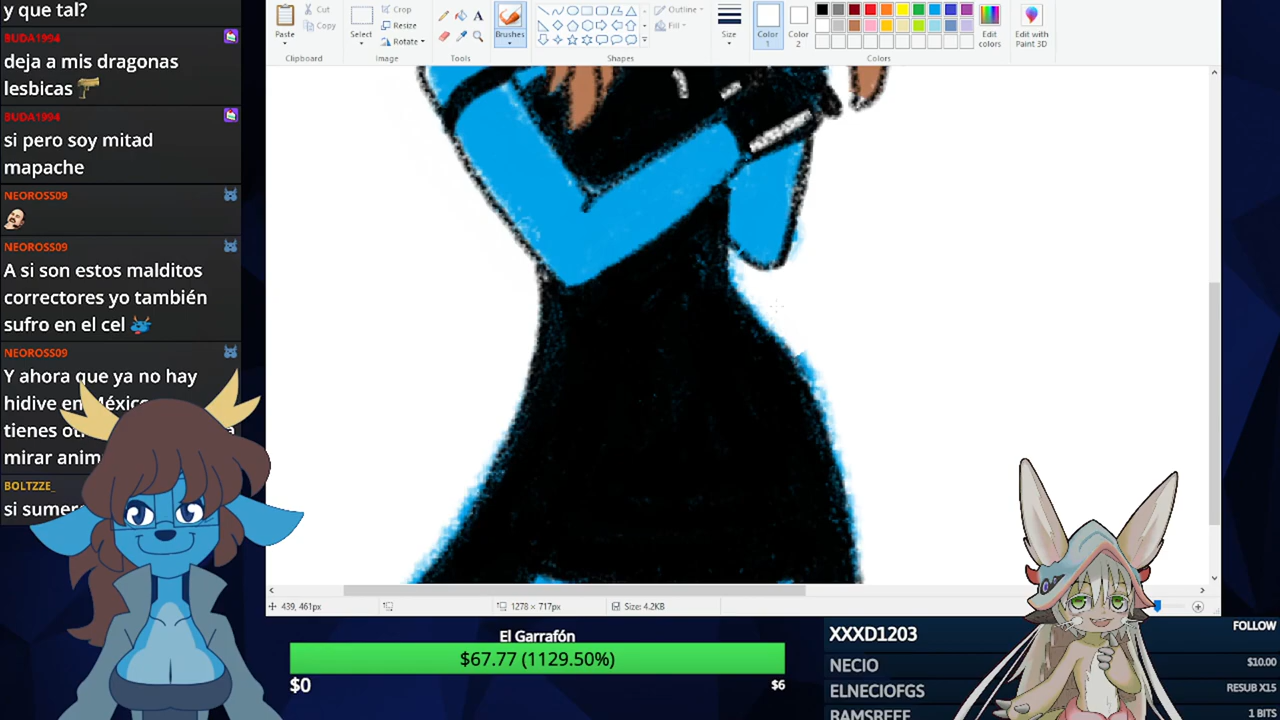 y que tal?
BUDA1994
deja a mis dragonas
lesbicas
BUDA1994
si pero soy mitad
mapache
NEOROSS09
NEOROSS09
A si son estos malditos
correctores yo también
sufro en el cel
NEOROSS09
Y ahora que ya no hay
hidive en México
tienes
mirar
BOLTZZE_
si
Paste
Cut
Copy
Clipboard
Select
Crop
Resize
Rotate
Image
A
Tools
Brushes
Outline
Fill
Shapes
Size
Color
1
Color
2
Edit
colors
Edit with
Paint 3D
Colors
439, 461px
1278 × 717px
Size: 4.2KB
El Garrafón
$67.77 (1129.50%)
$0
$6
XXXD1203
FOLLOW
NECIO
$10.00
ELNECIOFGS
RESUB X15
RAMSREEE
1 BITS